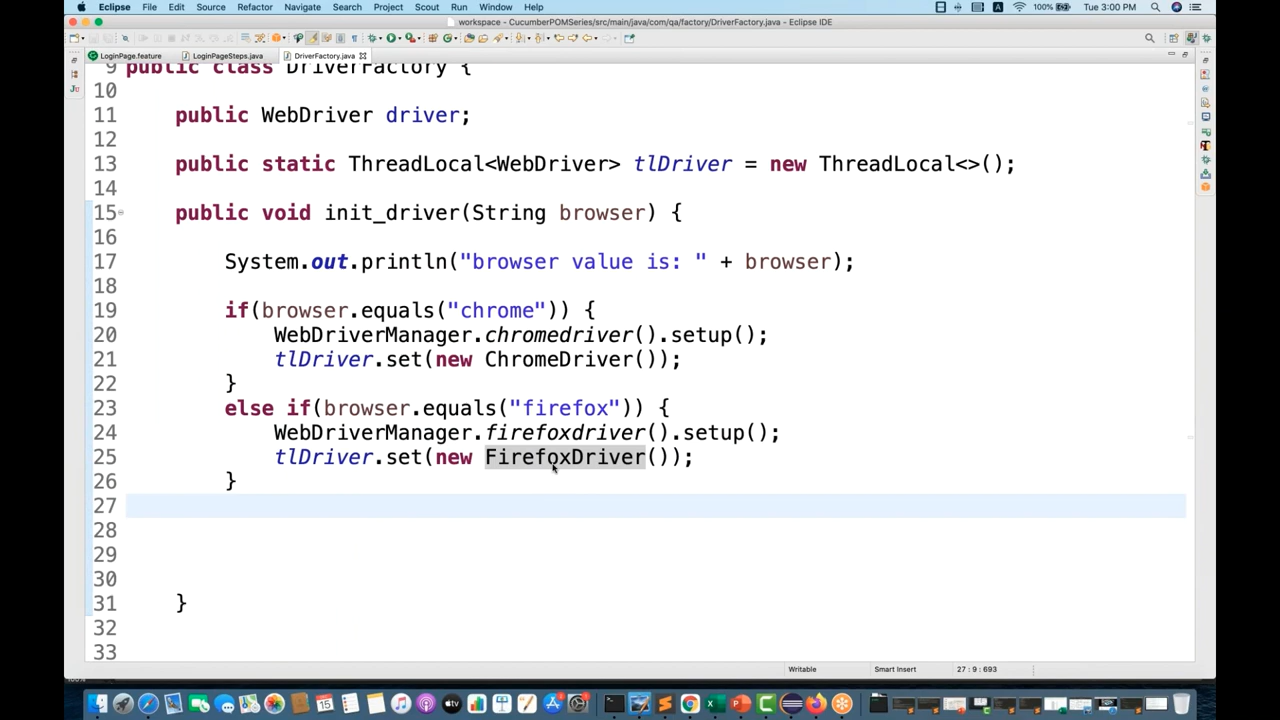 Eclipse File Edit Source Refactor Navigate Search Project Scout Run Window Help 100% Tue 3:00 PM
workspace - CucumberPOMSeries/src/main/java/com/qa/factory/DriverFactory.java - Eclipse IDE
LoginPage.feature LoginPageSteps.java DriverFactory.java
9 public class DriverFactory {
10
11 public WebDriver driver;
12
13 public static ThreadLocal<WebDriver> tlDriver = new ThreadLocal<>();
14
15 public void init_driver(String browser) {
16
17 System.out.println("browser value is: " + browser);
18
19 if(browser.equals("chrome")) {
20 WebDriverManager.chromedriver().setup();
21 tlDriver.set(new ChromeDriver());
22 }
23 else if(browser.equals("firefox")) {
24 WebDriverManager.firefoxdriver().setup();
25 tlDriver.set(new FirefoxDriver());
26 }
27
28
29
30
31 }
32
33
Writable Smart Insert 27 : 9 : 693